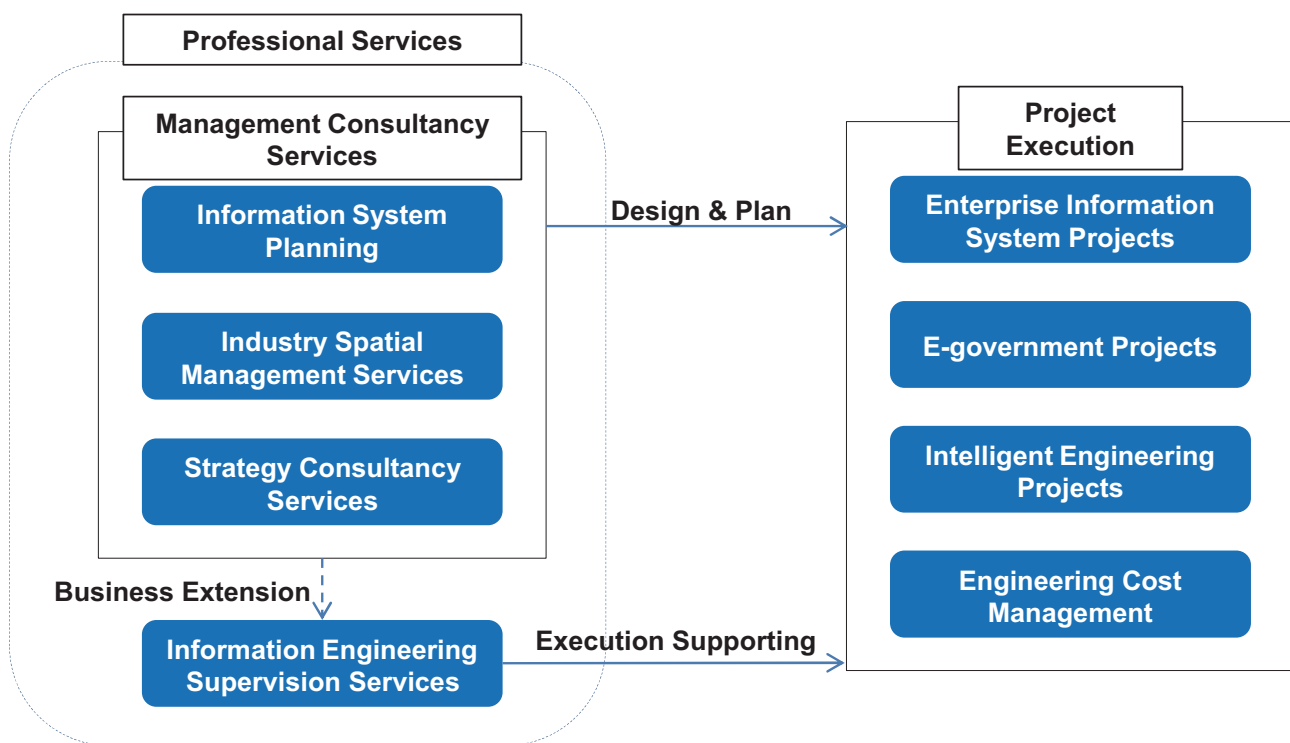 Professional Services
Management Consultancy
Services
Information System
Planning
Industry Spatial
Management Services
Strategy Consultancy
Services
Business Extension
Information Engineering
Supervision Services
Design & Plan
Execution Supporting
Project
Execution
Enterprise Information
System Projects
E-government Projects
Intelligent Engineering
Projects
Engineering Cost
Management